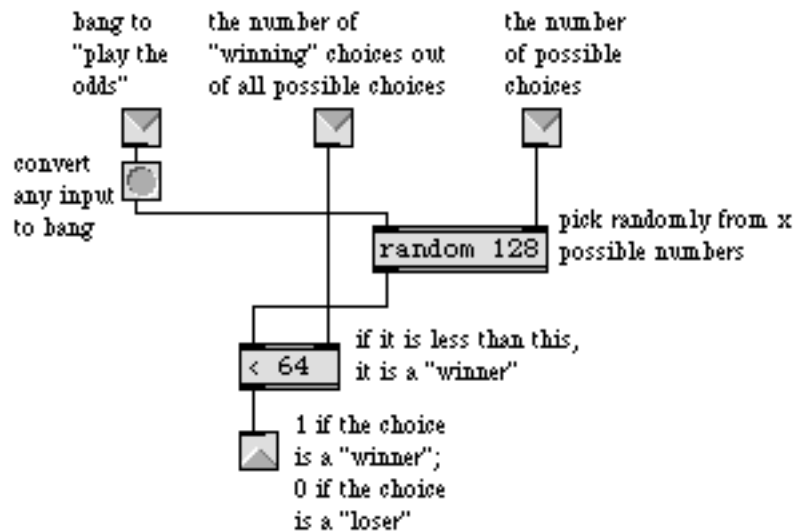 bang to
"play the
odds"
the number of
"winning" choices out
of all possible choices
the number
of possible
choices
convert
any input
to bang
random 128
pick randomly from x
possible numbers
< 64
if it is less than this,
it is a "winner"
1 if the choice
is a "winner";
0 if the choice
is a "loser"